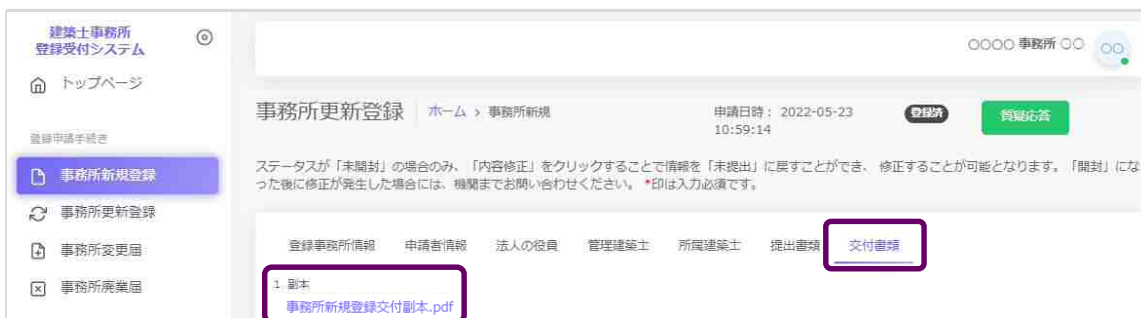 建築士事務所
登録受付システム
〇〇〇〇 事務所 〇〇
〇〇
トップページ
事務所更新登録 ホーム › 事務所新規 申請日時: 2022-05-23 10:59:14 登録済 質疑応答
登録申請手続き
ステータスが「未開封」の場合のみ、「内容修正」をクリックすることで情報を「未提出」に戻すことができ、 修正することが可能となります。「開封」にな
った後に修正が発生した場合には、機関までお問い合わせください。 *印は入力必須です。
事務所新規登録
事務所更新登録
事務所変更届
事務所廃業届
登録事務所情報 申請者情報 法人の役員 管理建築士 所属建築士 提出書類 交付書類
1. 副本
事務所新規登録交付副本.pdf